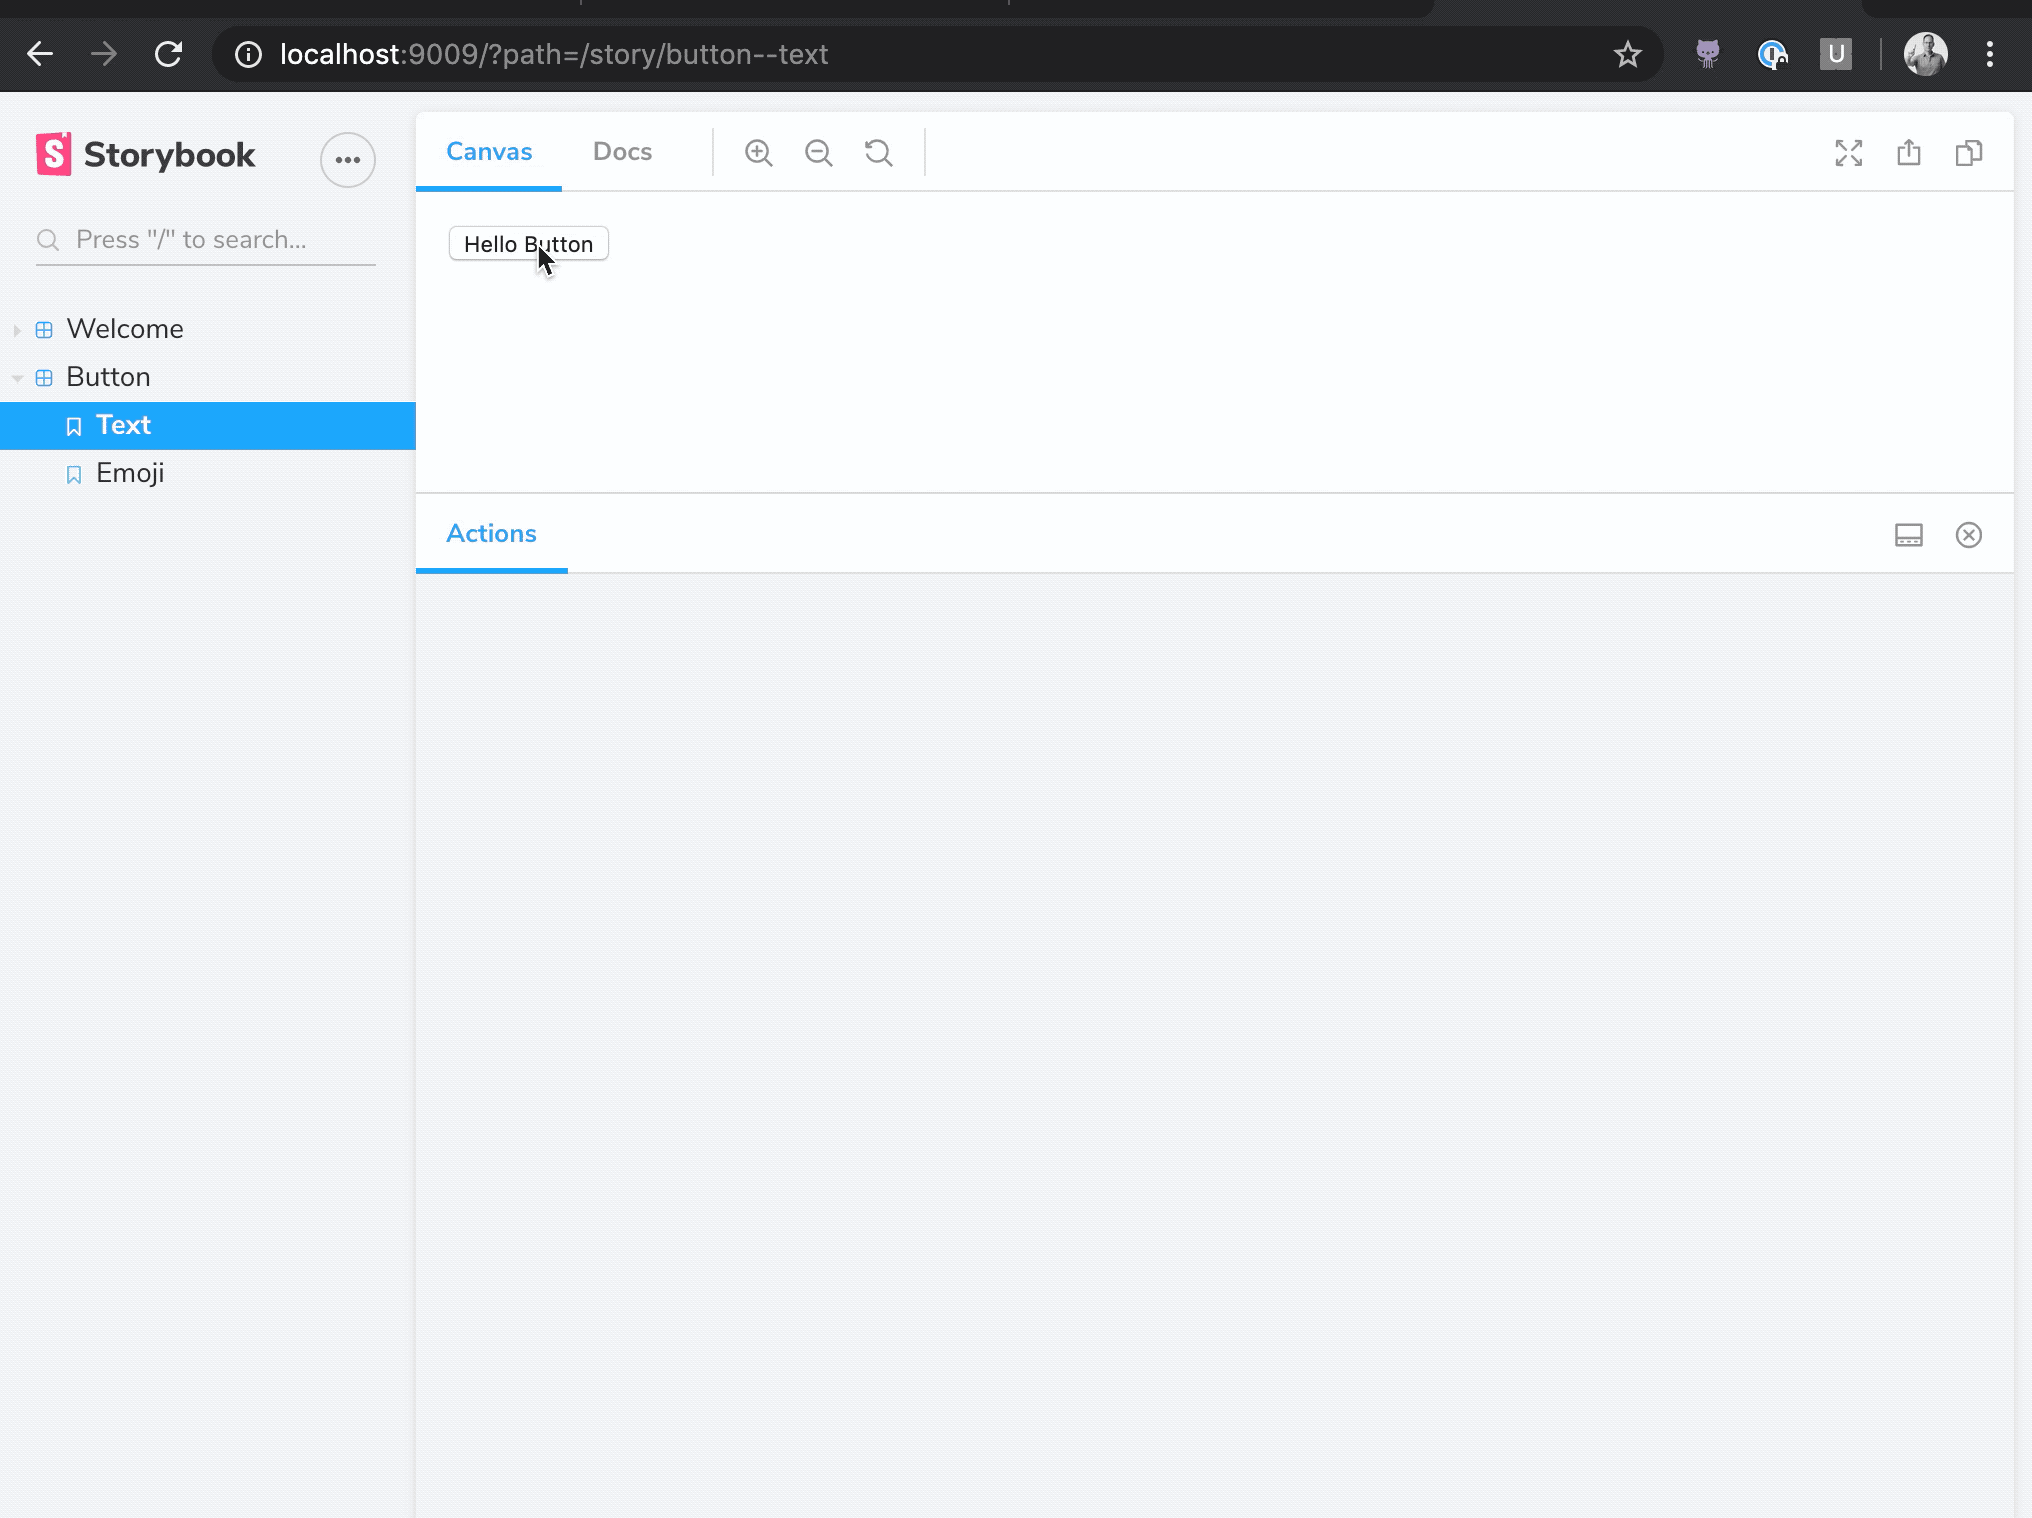 localhost:9009/?path=/story/button--text
U
Storybook
Canvas
Docs
Press "/" to search...
Hello Button
Welcome
Button
Text
Emoji
Actions